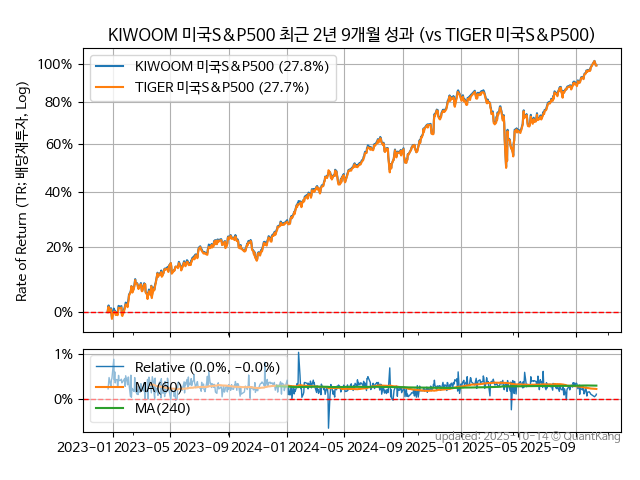 KIWOOM 미국S&P500 최근 2년 9개월 성과 (vs TIGER 미국S&P500)
KIWOOM 미국S&P500 (27.8%)
TIGER 미국S&P500 (27.7%)
100%
80%
60%
40%
20%
0%
Rate of Return (TR; 배당재투자, Log)
1%
0%
Relative (0.0%, -0.0%)
MA(60)
MA(240)
2023-01 2023-05 2023-09 2024-01 2024-05 2024-09 2025-01 2025-05 2025-09
updated: 2025-10-14 © QuantKang